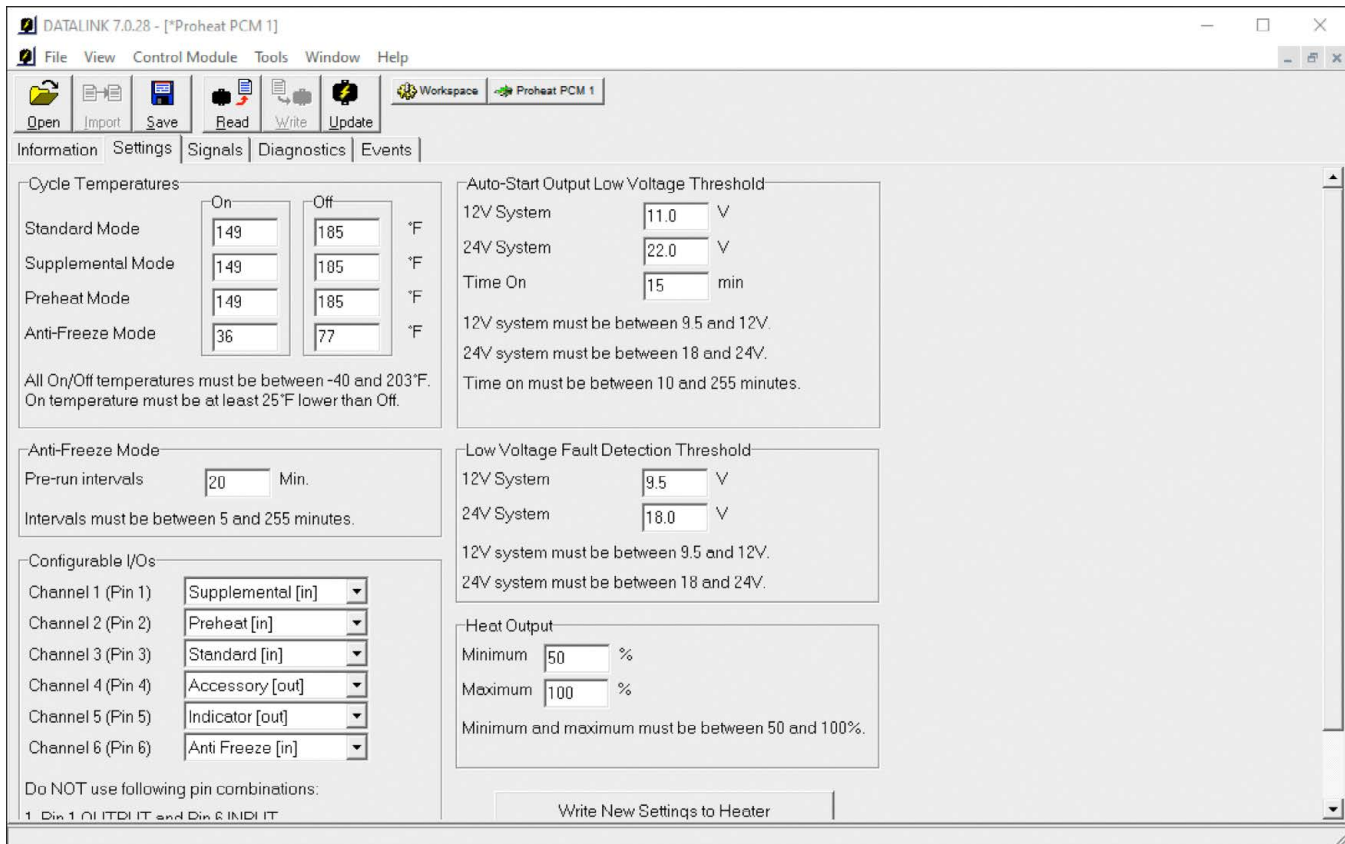 DATALINK 7.0.28 - [*Proheat PCM 1]
File View Control Module Tools Window Help
Open Import Save Read Write Update Workspace Proheat PCM 1
Information Settings Signals Diagnostics Events
Cycle Temperatures
On Off
Standard Mode 149 185 °F
Supplemental Mode 149 185 °F
Preheat Mode 149 185 °F
Anti-Freeze Mode 36 77 °F
All On/Off temperatures must be between -40 and 203°F.
On temperature must be at least 25°F lower than Off.
Anti-Freeze Mode
Pre-run intervals 20 Min.
Intervals must be between 5 and 255 minutes.
Configurable I/Os
Channel 1 (Pin 1) Supplemental [in]
Channel 2 (Pin 2) Preheat [in]
Channel 3 (Pin 3) Standard [in]
Channel 4 (Pin 4) Accessory [out]
Channel 5 (Pin 5) Indicator [out]
Channel 6 (Pin 6) Anti Freeze [in]
Do NOT use following pin combinations:
1. Pin 1 OUTPUT and Pin 6 INPUT
Auto-Start Output Low Voltage Threshold
12V System 11.0 V
24V System 22.0 V
Time On 15 min
12V system must be between 9.5 and 12V.
24V system must be between 18 and 24V.
Time on must be between 10 and 255 minutes.
Low Voltage Fault Detection Threshold
12V System 9.5 V
24V System 18.0 V
12V system must be between 9.5 and 12V.
24V system must be between 18 and 24V.
Heat Output
Minimum 50 %
Maximum 100 %
Minimum and maximum must be between 50 and 100%.
Write New Settings to Heater